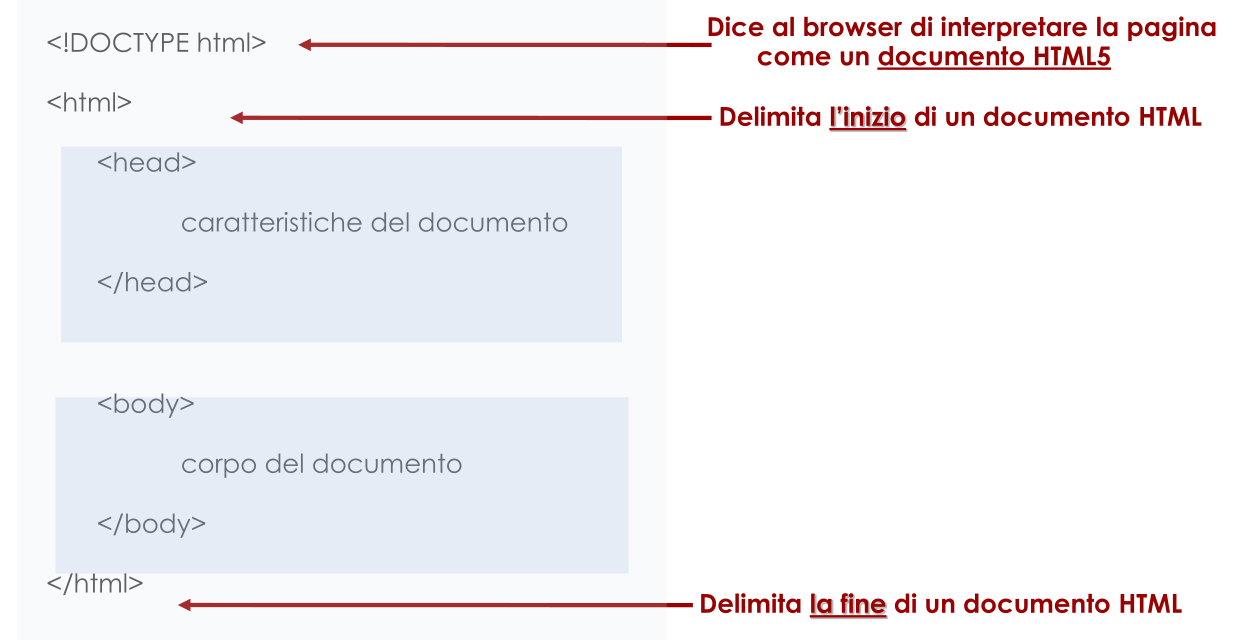 <!DOCTYPE html>
Dice al browser di interpretare la pagina
come un documento HTML5
<html>
Delimita l'inizio di un documento HTML
<head>
caratteristiche del documento
</head>
<body>
corpo del documento
</body>
</html>
Delimita la fine di un documento HTML